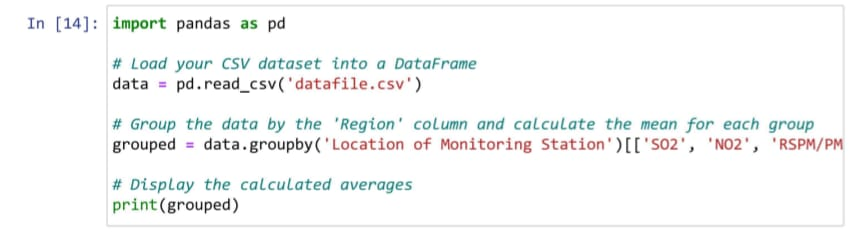 In [14]: import pandas as pd
# Load your CSV dataset into a DataFrame
data = pd.read_csv('datafile.csv')
# Group the data by the 'Region' column and calculate the mean for each group
grouped = data.groupby('Location of Monitoring Station')[['SO2', 'NO2', 'RSPM/PM
# Display the calculated averages
print(grouped)